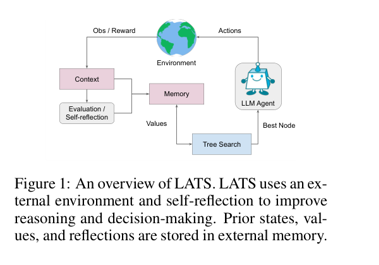 Obs / Reward
Actions
Environment
Context
Evaluation /
Self-reflection
Memory
LLM Agent
Values
Best Node
Tree Search
Figure 1: An overview of LATS. LATS uses an ex-
ternal environment and self-reflection to improve
reasoning and decision-making. Prior states, val-
ues, and reflections are stored in external memory.